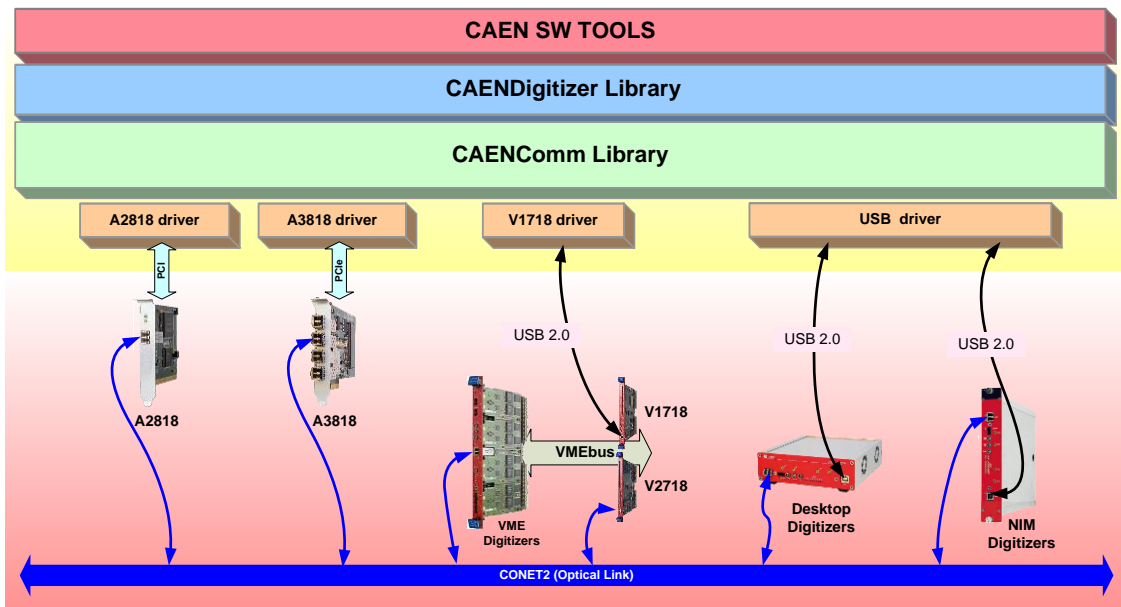 CAEN SW TOOLS
CAENDigitizer Library
CAENComm Library
A2818 driver
A3818 driver
V1718 driver
USB driver
PCI
PCIe
USB 2.0
USB 2.0
USB 2.0
A2818
A3818
V1718
VMEbus
V2718
VME
Digitizers
Desktop
Digitizers
NIM
Digitizers
CONET2 (Optical Link)